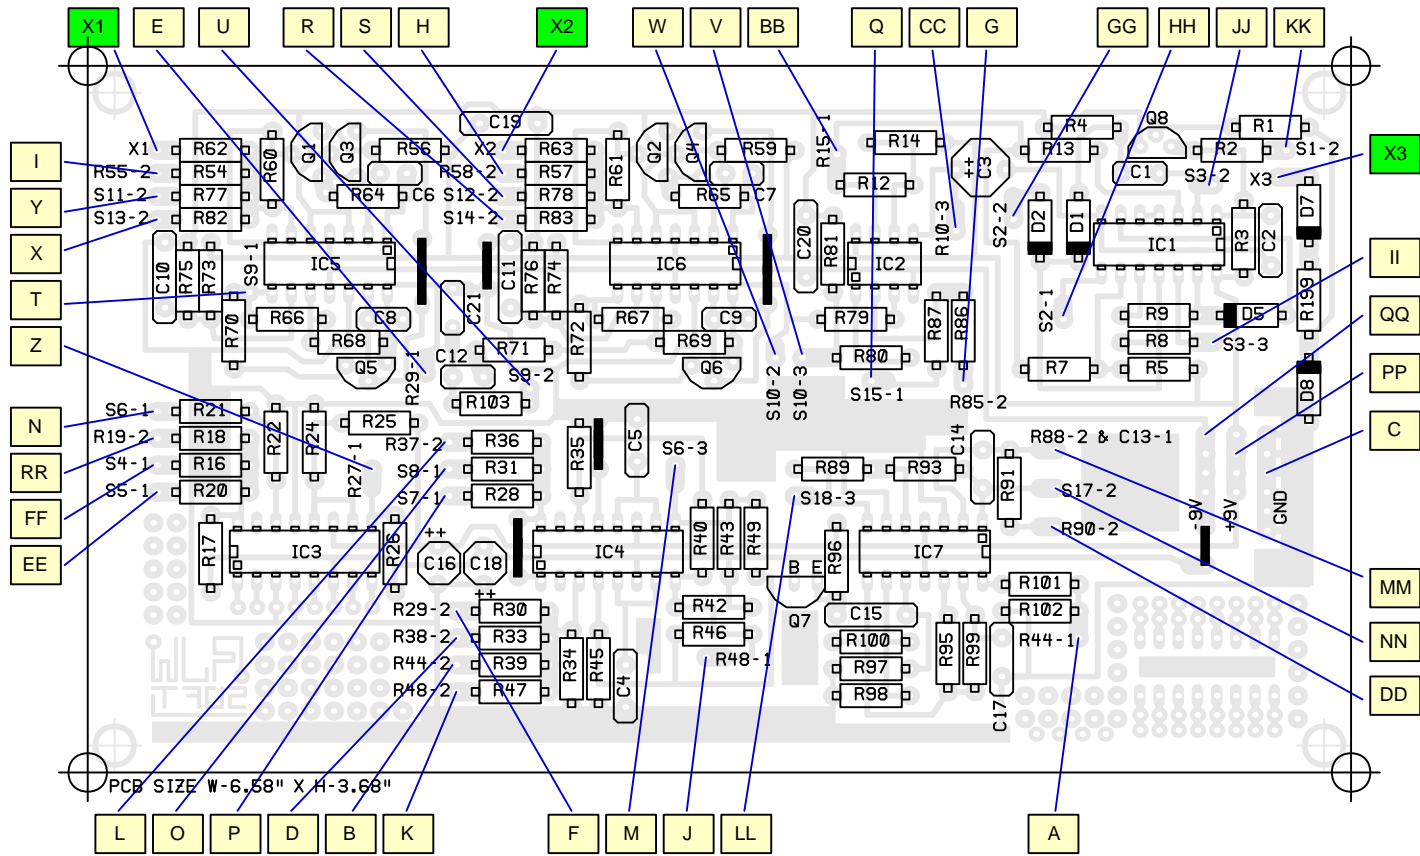 X1 E U R S H X2 W V BB Q CC G GG HH JJ KK
C19 Q8 R4 R1
X1 R62 R60 Q1 Q3 R56 X2 R63 R61 Q2 Q4 R59 R15-1 R14 C3 R13 R2 S1-2
I R55-2 R54 R58-2 R57 C1 S3-2 X3 X3
Y S11-2 R77 R64 C6 S12-2 R78 R65 C7 R12
X S13-2 R82 S14-2 R83 C20 R81 R10-3 S2-2 D2 D1 IC1 R3 C2 D7
C10 R75 R73 S9-1 IC5 C11 R76 R74 IC6 IC2 II
T R70 R66 C8 C21 R72 R67 C9 R79 R87 R86 S2-1 R9 D5 R199 QQ
Z R68 R71 R69 R8 S3-3
Q5 R29-1 C12 S9-2 Q6 S10-2 S10-3 R80 S15-1 R85-2 R7 R5 D8 PP
N S6-1 R21 R22 R24 R25 R103 C5 C14 C
RR R19-2 R18 R27-1 R37-2 R36 R35 S6-3 R88-2 & C13-1
FF S4-1 R16 S8-1 R31 R89 R93 R91
EE S5-1 R20 S7-1 R28 S18-3 S17-2 -9V +9V GND
R17 IC3 R26 ++ C16 C18 IC4 R40 R43 R49 R96 IC7 R90-2
B E
++ Q7 R101 MM
R29-2 R30 R42 C15 R102
R38-2 R33 R34 R45 R46 R100 R95 R99 R44-1 NN
R44-2 R39 C4 R48-1 R97
R48-2 R47 R98 C17 DD
PCB SIZE W-6.58" X H-3.68"
L O P D B K F M J LL A